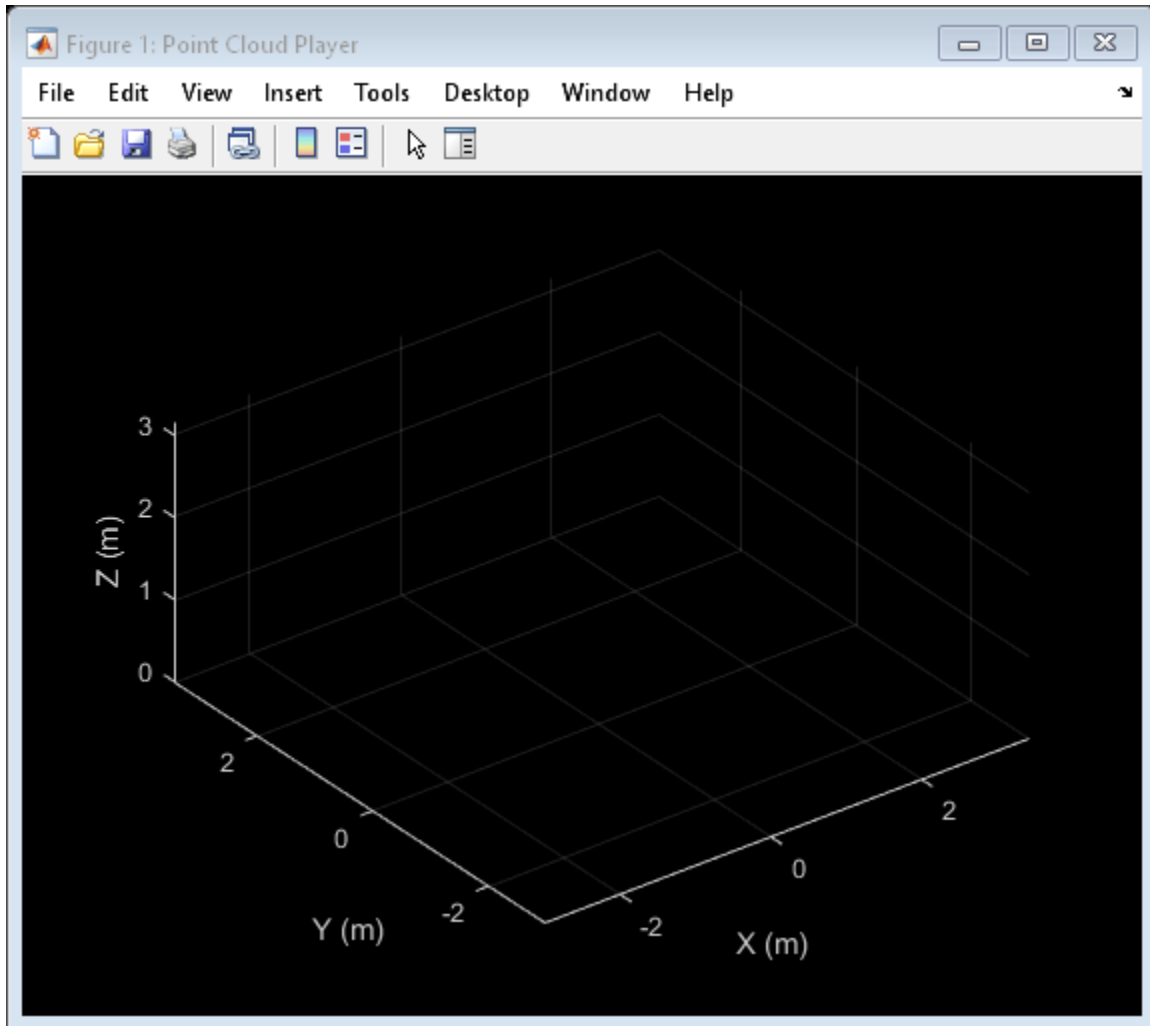 Figure 1: Point Cloud Player
File Edit View Insert Tools Desktop Window Help
3
2
Z (m)
1
0
2
0
-2
Y (m)
2
0
-2
X (m)